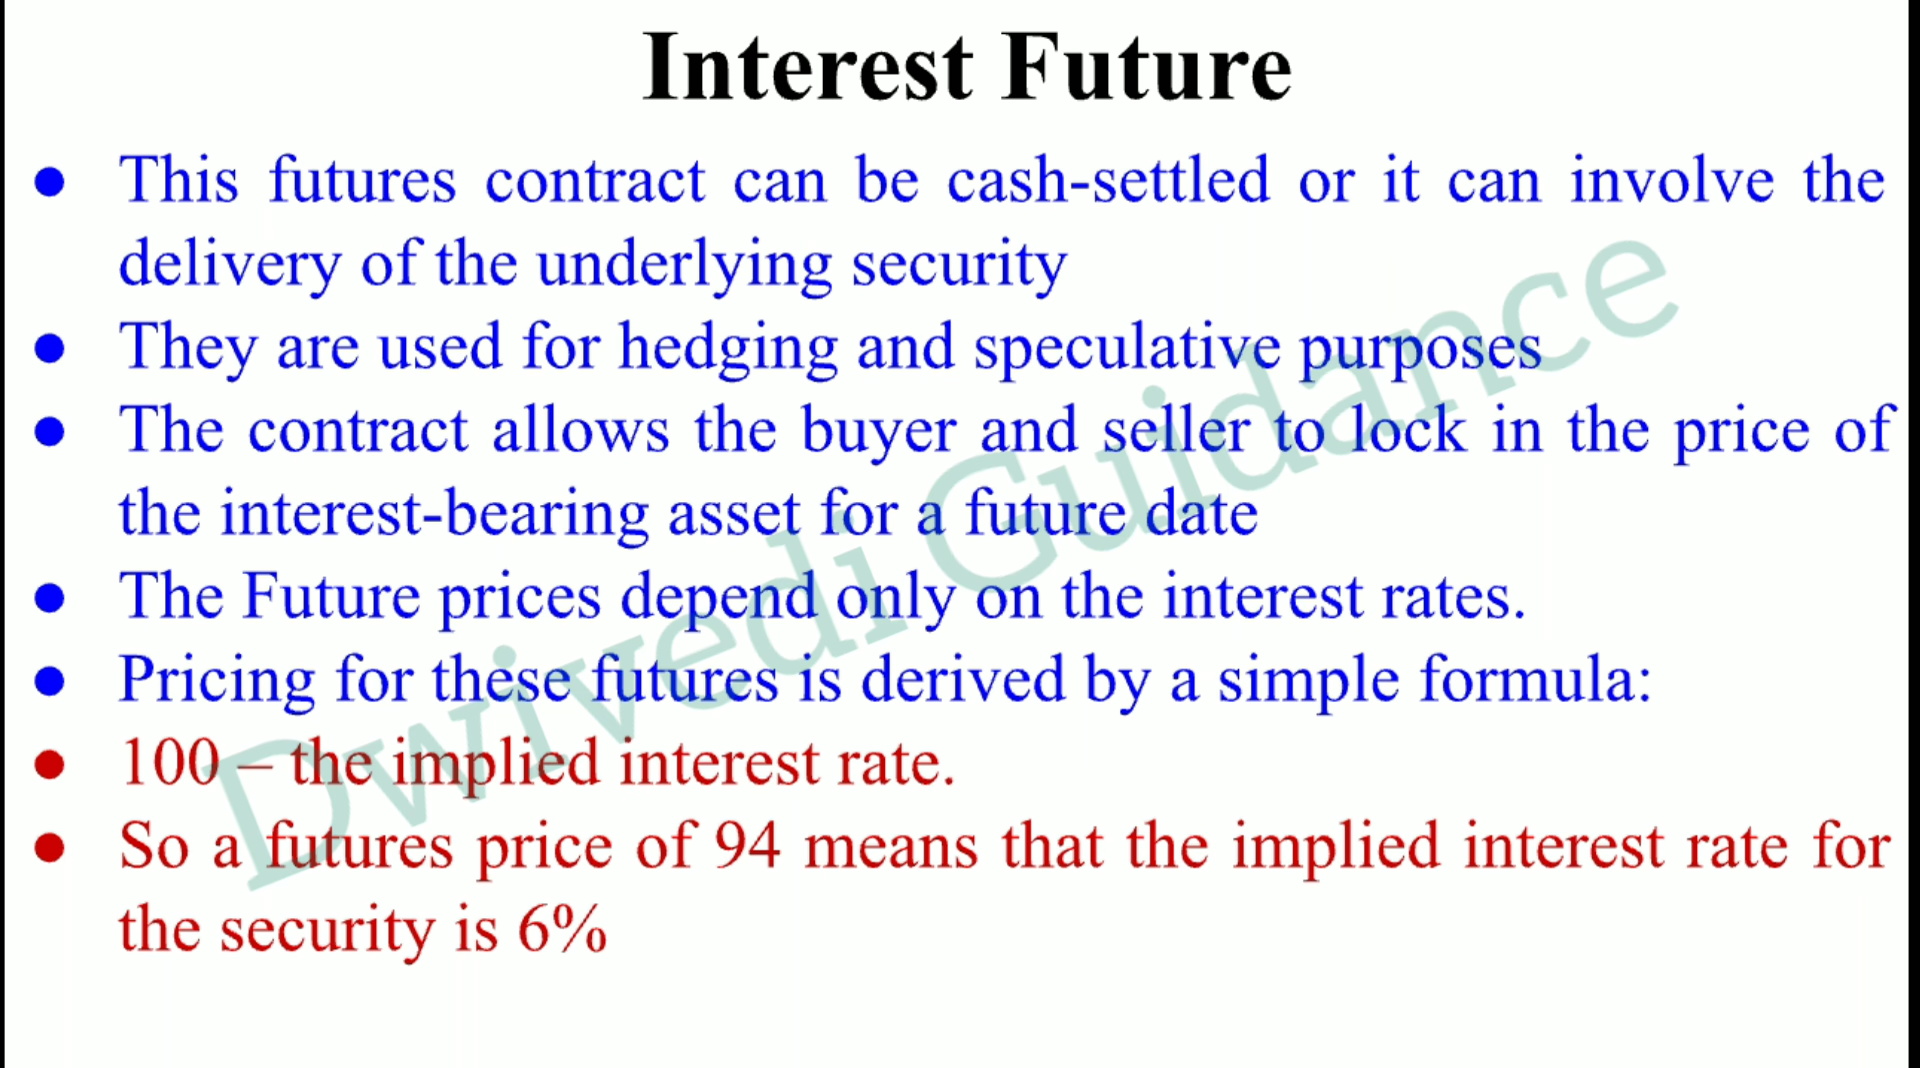 Interest Future
● This futures contract can be cash-settled or it can involve the
delivery of the underlying security
● They are used for hedging and speculative purposes
● The contract allows the buyer and seller to lock in the price of
the interest-bearing asset for a future date
● The Future prices depend only on the interest rates.
● Pricing for these futures is derived by a simple formula:
● 100 – the implied interest rate.
● So a futures price of 94 means that the implied interest rate for
the security is 6%
Dwivedi Guidance